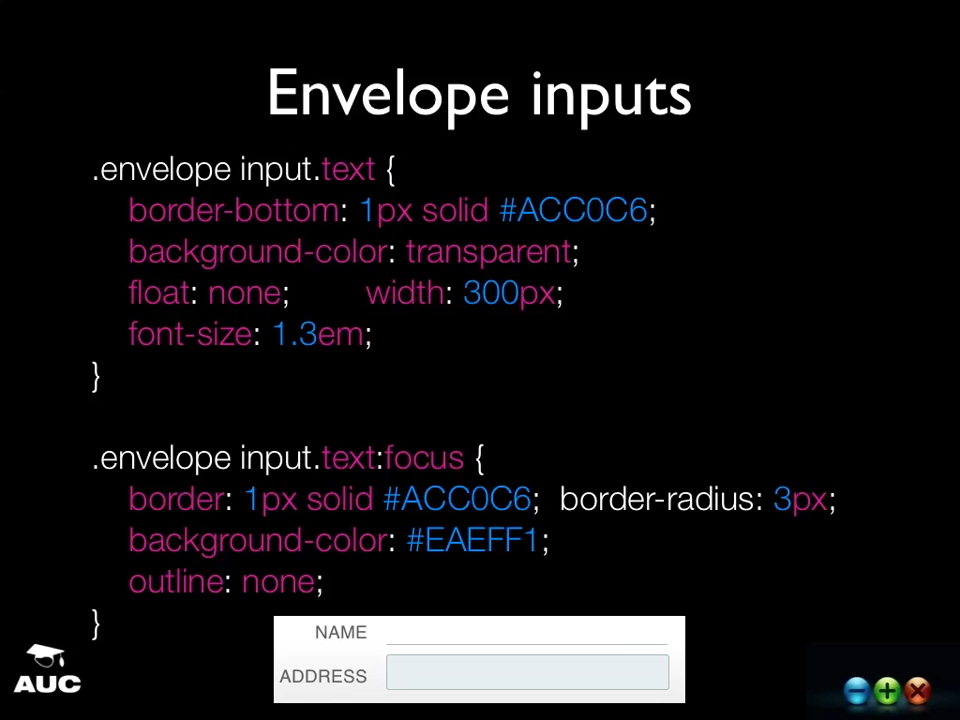 Envelope inputs
.envelope input.text {
border-bottom: 1px solid #ACC0C6;
background-color: transparent;
float: none; width: 300px;
font-size: 1.3em;
}
.envelope input.text:focus {
border: 1px solid #ACC0C6; border-radius: 3px;
background-color: #EAEFF1;
outline: none;
}
NAME
ADDRESS
AUC